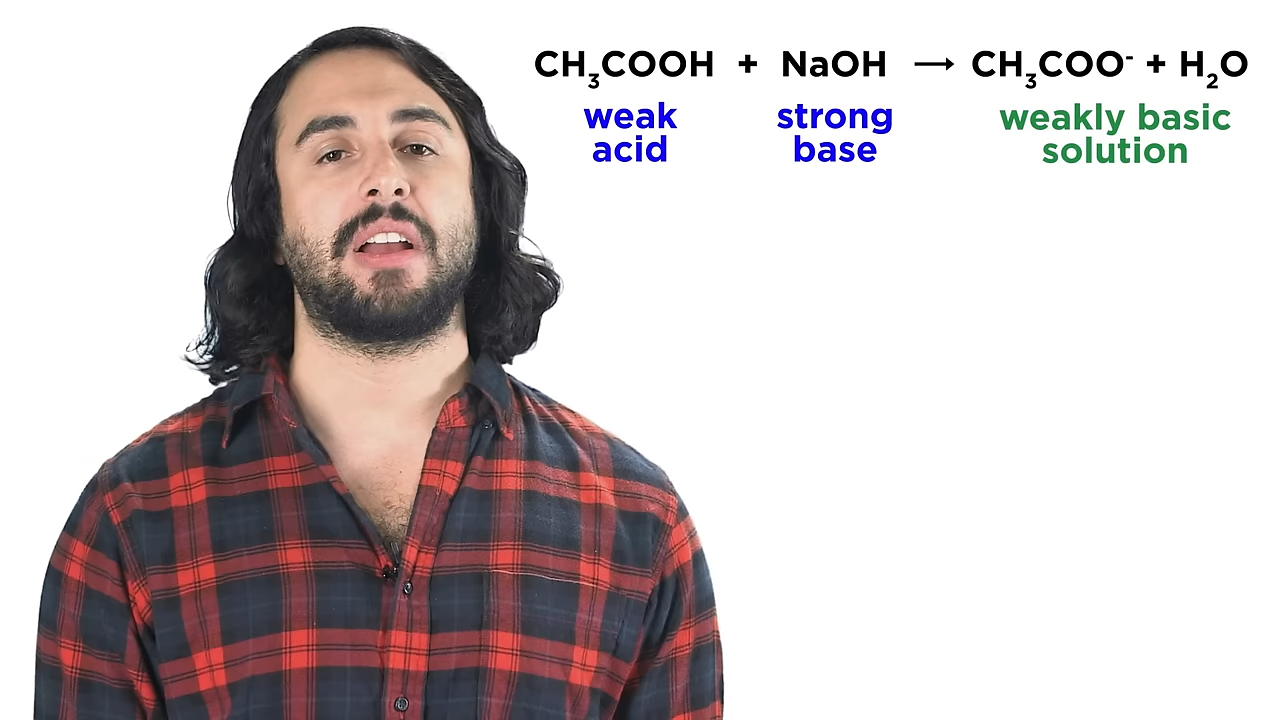 CH₃COOH + NaOH → CH₃COO⁻ + H₂O
weak acid
strong base
weakly basic solution